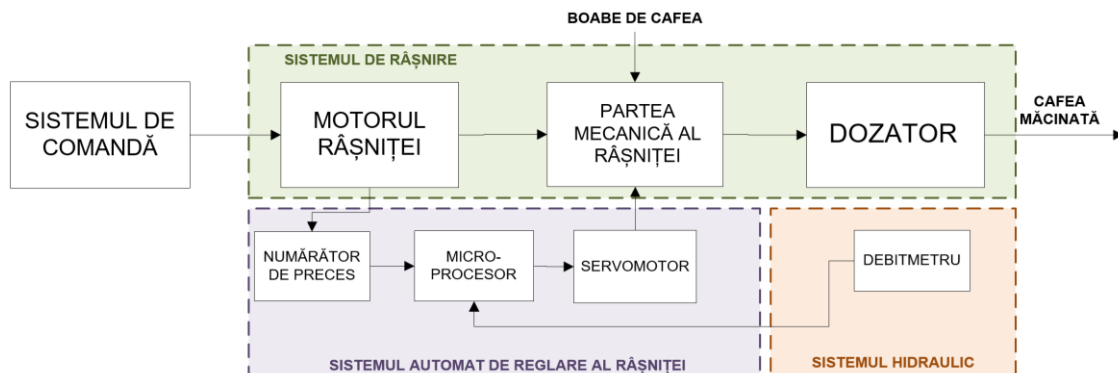 BOABE DE CAFEA
SISTEMUL DE RÂȘNIRE
SISTEMUL DE
COMANDĂ
MOTORUL
RÂȘNIȚEI
PARTEA
MECANICĂ AL
RÂȘNIȚEI
DOZATOR
CAFEA
MĂCINATĂ
NUMĂRĂTOR
DE PRECES
MICRO-
PROCESOR
SERVOMOTOR
DEBITMETRU
SISTEMUL AUTOMAT DE REGLARE AL RÂȘNIȚEI
SISTEMUL HIDRAULIC